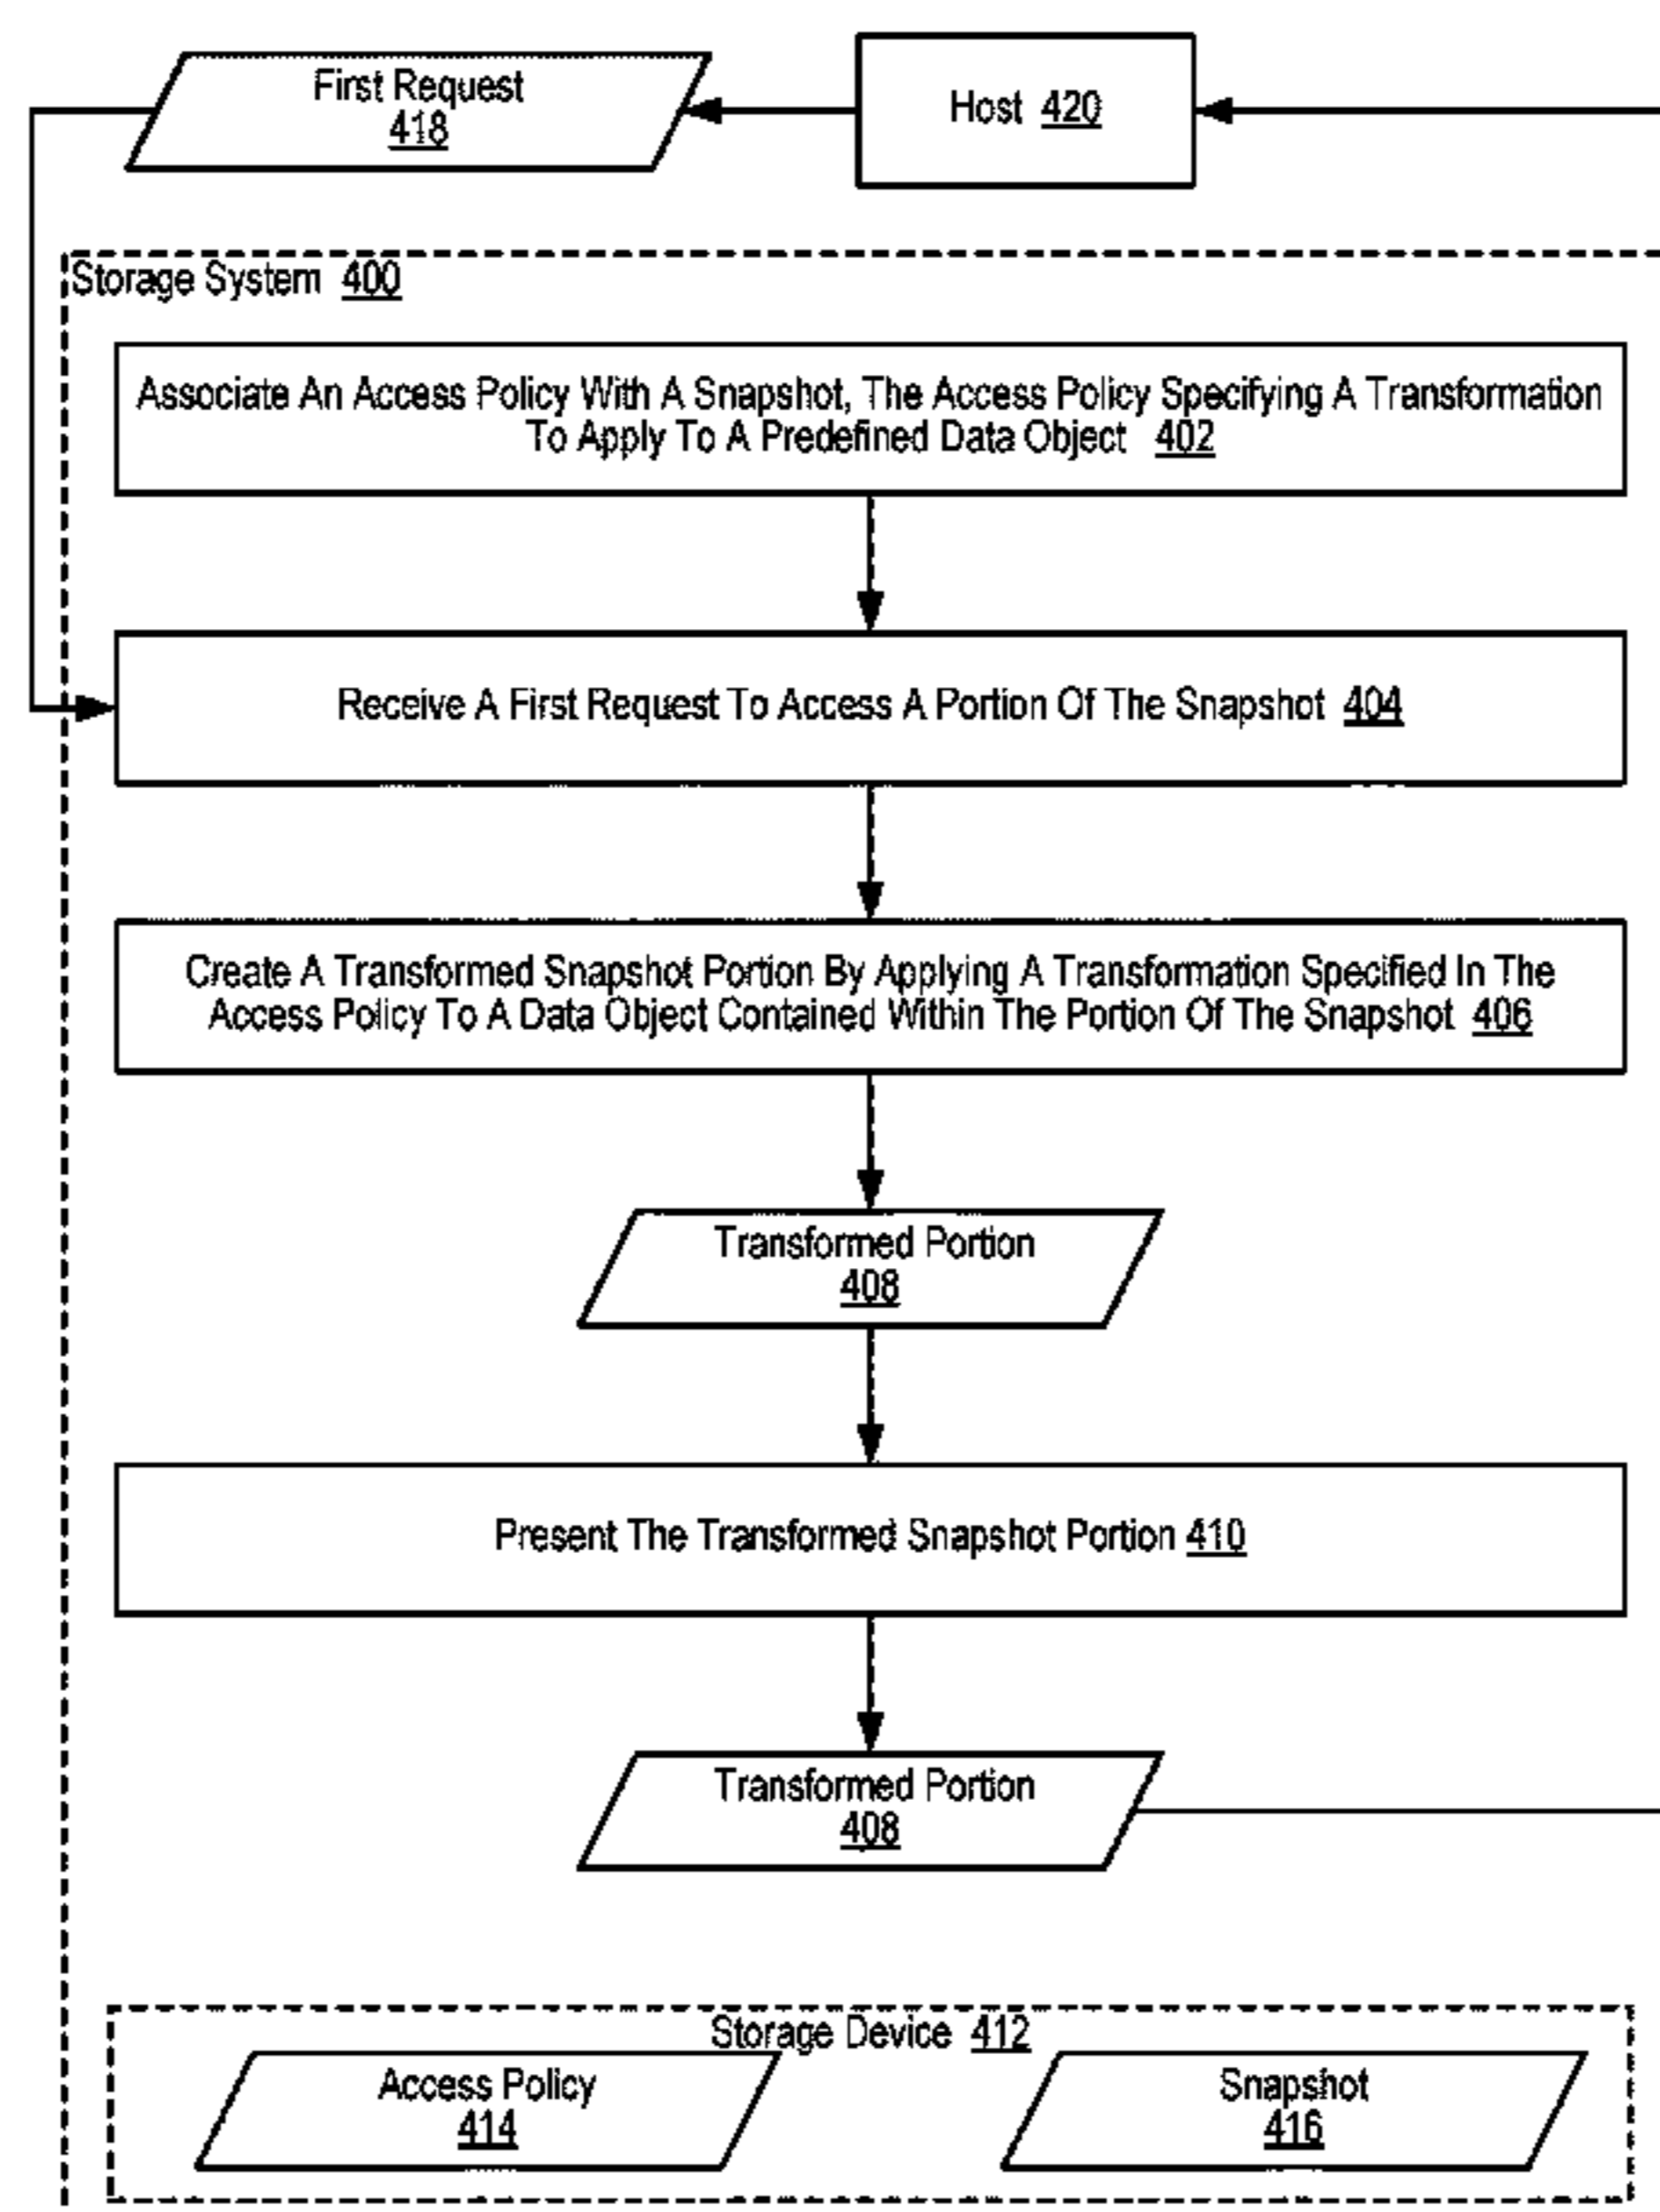 First Request
418
Host 420
Storage System 400
Associate An Access Policy With A Snapshot, The Access Policy Specifying A Transformation
To Apply To A Predefined Data Object 402
Receive A First Request To Access A Portion Of The Snapshot 404
Create A Transformed Snapshot Portion By Applying A Transformation Specified In The
Access Policy To A Data Object Contained Within The Portion Of The Snapshot 406
Transformed Portion
408
Present The Transformed Snapshot Portion 410
Transformed Portion
408
Storage Device 412
Access Policy
414
Snapshot
416